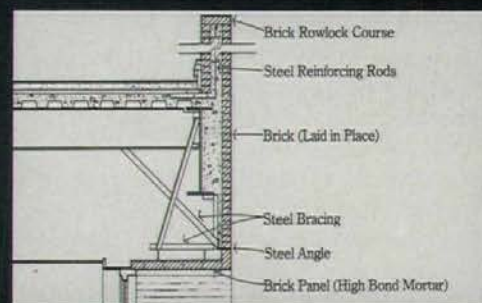 Brick Rowlock Course
Steel Reinforcing Rods
Brick (Laid in Place)
Steel Bracing
Steel Angle
Brick Panel (High Bond Mortar)